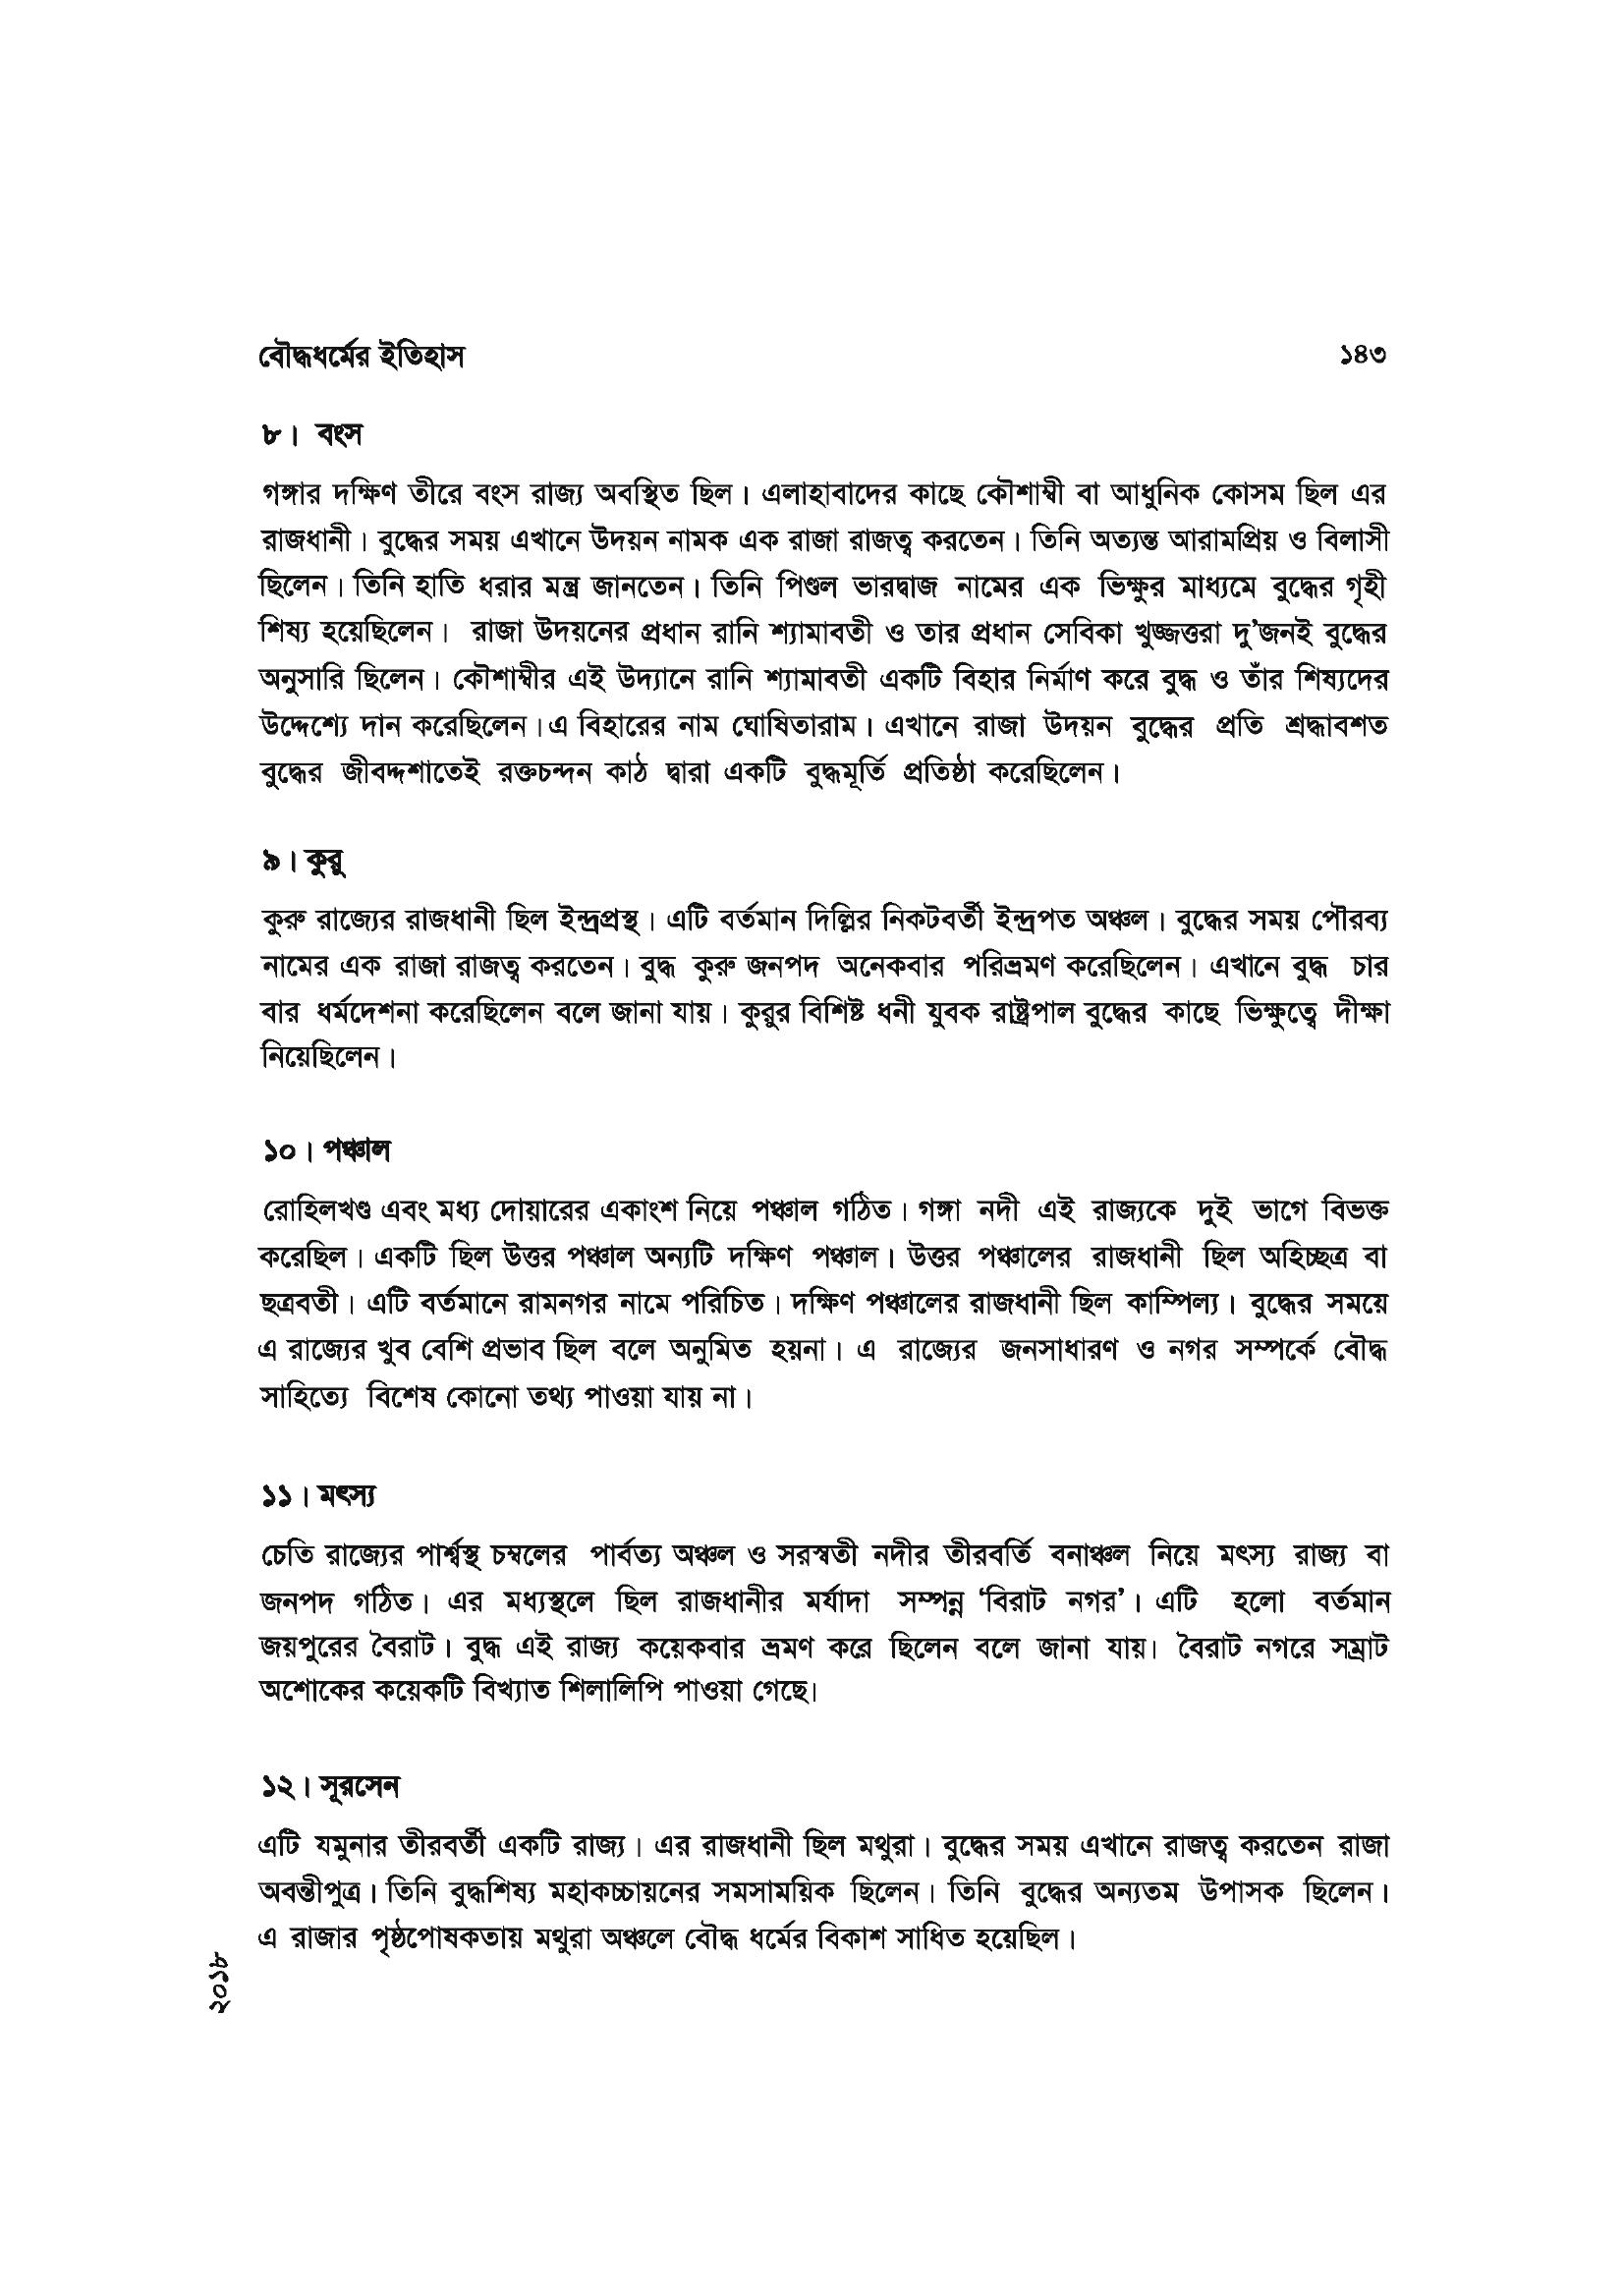 বৌদ্ধধর্মের ইতিহাস ১৪৩
৮। বংস
গঙ্গার দক্ষিণ তীরে বংস রাজ্য অবস্থিত ছিল। এলাহাবাদের কাছে কৌশাম্বী বা আধুনিক কোসম ছিল এর
রাজধানী। বুদ্ধের সময় এখানে উদয়ন নামক এক রাজা রাজত্ব করতেন। তিনি অত্যন্ত আরামপ্রিয় ও বিলাসী
ছিলেন। তিনি হাতি ধরার মন্ত্র জানতেন। তিনি পিণ্ডল ভারদ্বাজ নামের এক ভিক্ষুর মাধ্যমে বুদ্ধের গৃহী
শিষ্য হয়েছিলেন। রাজা উদয়নের প্রধান রানি শ্যামাবতী ও তার প্রধান সেবিকা খুজ্জত্তরা দু’জনই বুদ্ধের
অনুসারি ছিলেন। কৌশাম্বীর এই উদ্যানে রানি শ্যামাবতী একটি বিহার নির্মাণ করে বুদ্ধ ও তাঁর শিষ্যদের
উদ্দেশ্যে দান করেছিলেন। এ বিহারের নাম ঘোষিতারাম। এখানে রাজা উদয়ন বুদ্ধের প্রতি শ্রদ্ধাবশত
বুদ্ধের জীবদ্দশাতেই রক্তচন্দন কাঠ দ্বারা একটি বুদ্ধমূর্তি প্রতিষ্ঠা করেছিলেন।
৯। কুরু
কুরু রাজ্যের রাজধানী ছিল ইন্দ্রপ্রস্থ। এটি বর্তমান দিল্লির নিকটবর্তী ইন্দ্রপত অঞ্চল। বুদ্ধের সময় পৌরব্য
নামের এক রাজা রাজত্ব করতেন। বুদ্ধ কুরু জনপদ অনেকবার পরিভ্রমণ করেছিলেন। এখানে বুদ্ধ চার
বার ধর্মদেশনা করেছিলেন বলে জানা যায়। কুরুর বিশিষ্ট ধনী যুবক রাষ্ট্রপাল বুদ্ধের কাছে ভিক্ষুত্বে দীক্ষা
নিয়েছিলেন।
১০। পঞ্চাল
রোহিলখণ্ড এবং মধ্য দোয়ারের একাংশ নিয়ে পঞ্চাল গঠিত। গঙ্গা নদী এই রাজ্যকে দুই ভাগে বিভক্ত
করেছিল। একটি ছিল উত্তর পঞ্চাল অন্যটি দক্ষিণ পঞ্চাল। উত্তর পঞ্চালের রাজধানী ছিল অহিচ্ছত্র বা
ছত্রবতী। এটি বর্তমানে রামনগর নামে পরিচিত। দক্ষিণ পঞ্চালের রাজধানী ছিল কাম্পিল্য। বুদ্ধের সময়ে
এ রাজ্যের খুব বেশি প্রভাব ছিল বলে অনুমিত হয়না। এ রাজ্যের জনসাধারণ ও নগর সম্পর্কে বৌদ্ধ
সাহিত্যে বিশেষ কোনো তথ্য পাওয়া যায় না।
১১। মৎস্য
চেতি রাজ্যের পার্শ্বস্থ চম্বলের পার্বত্য অঞ্চল ও সরস্বতী নদীর তীরবর্তি বনাঞ্চল নিয়ে মৎস্য রাজ্য বা
জনপদ গঠিত। এর মধ্যস্থলে ছিল রাজধানীর মর্যাদা সম্পন্ন ‘বিরাট নগর’। এটি হলো বর্তমান
জয়পুরের বৈরাট। বুদ্ধ এই রাজ্য কয়েকবার ভ্রমণ করে ছিলেন বলে জানা যায়। বৈরাট নগরে সম্রাট
অশোকের কয়েকটি বিখ্যাত শিলালিপি পাওয়া গেছে।
১২। সূরসেন
এটি যমুনার তীরবর্তী একটি রাজ্য। এর রাজধানী ছিল মথুরা। বুদ্ধের সময় এখানে রাজত্ব করতেন রাজা
অবন্তীপুত্র। তিনি বুদ্ধশিষ্য মহাকচ্চায়নের সমসাময়িক ছিলেন। তিনি বুদ্ধের অন্যতম উপাসক ছিলেন।
এ রাজার পৃষ্ঠপোষকতায় মথুরা অঞ্চলে বৌদ্ধ ধর্মের বিকাশ সাধিত হয়েছিল।
২০১৮